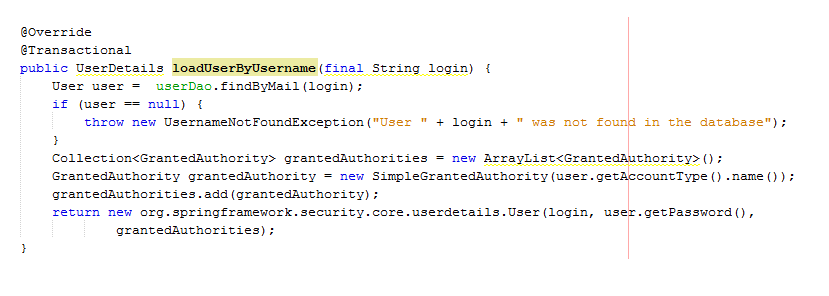 @Override
@Transactional
public UserDetails loadUserByUsername(final String login) {
User user =  userDao.findByMail(login);
if (user == null) {
throw new UsernameNotFoundException("User " + login + " was not found in the database");
}
Collection<GrantedAuthority> grantedAuthorities = new ArrayList<GrantedAuthority>();
GrantedAuthority grantedAuthority = new SimpleGrantedAuthority(user.getAccountType().name());
grantedAuthorities.add(grantedAuthority);
return new org.springframework.security.core.userdetails.User(login, user.getPassword(),
grantedAuthorities);
}